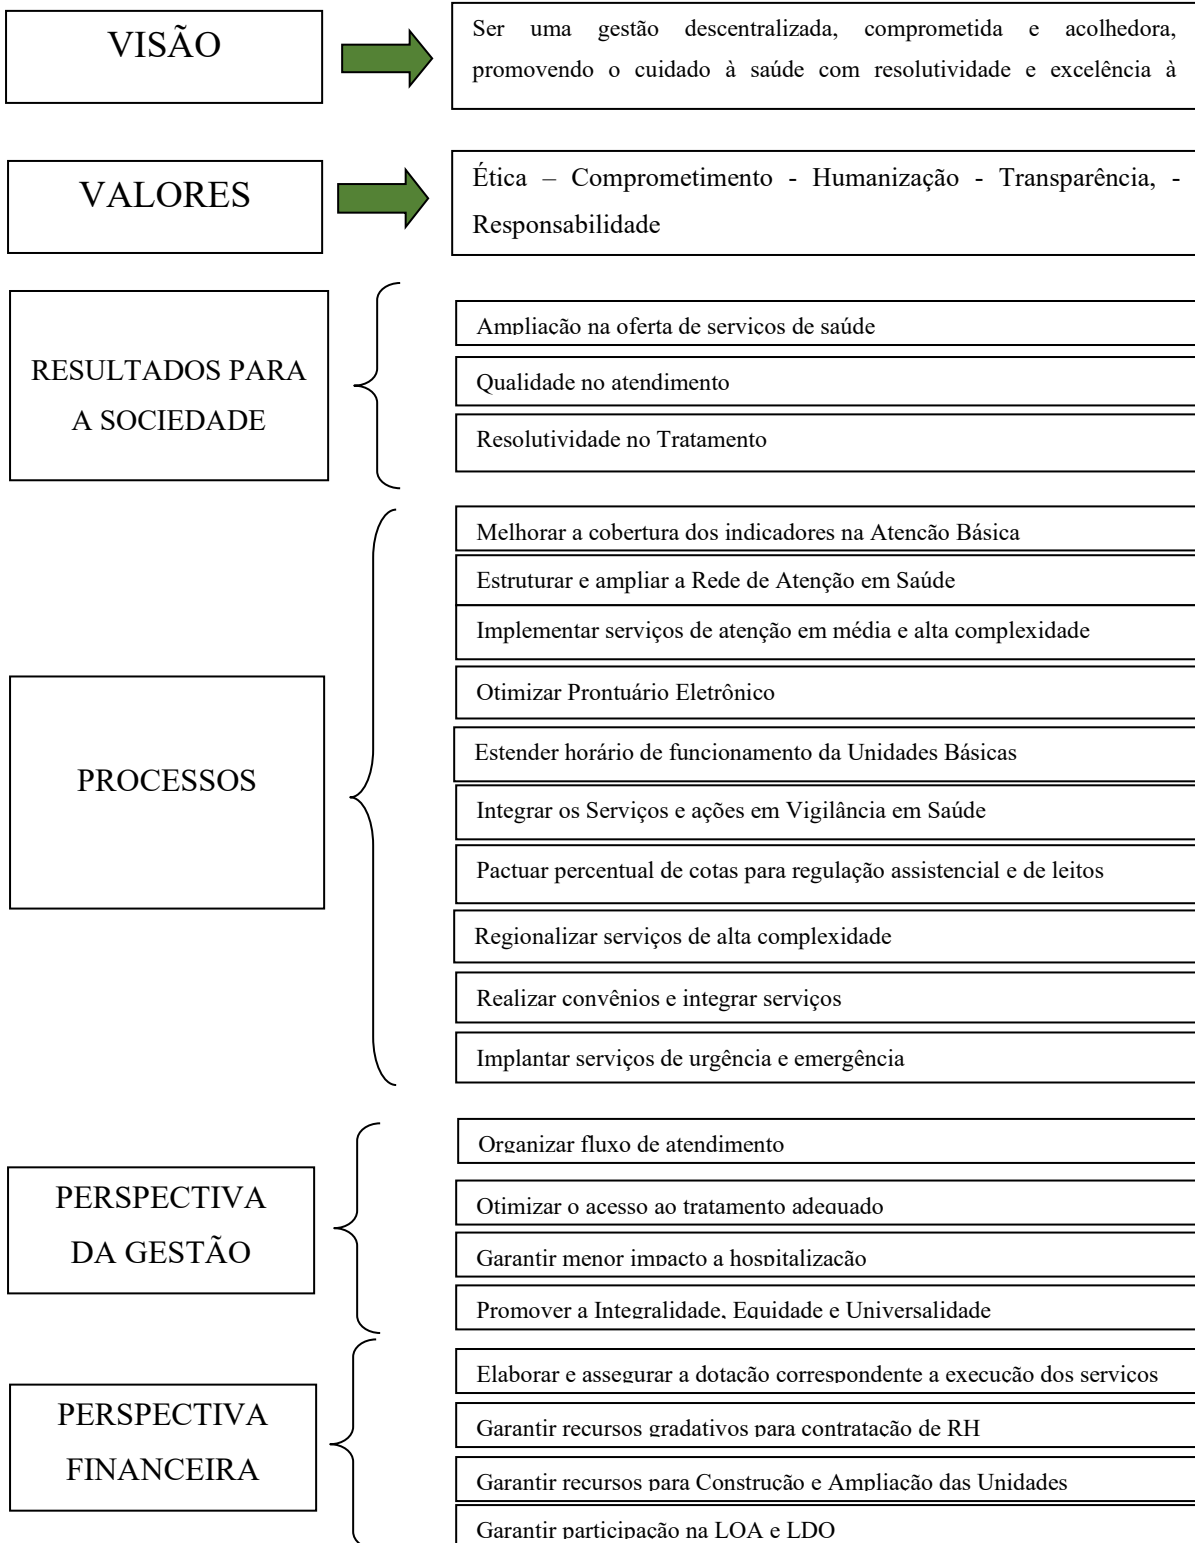 VISÃO
Ser uma gestão descentralizada, comprometida e acolhedora,
promovendo o cuidado à saúde com resolutividade e excelência à
VALORES
Ética – Comprometimento - Humanização - Transparência, -
Responsabilidade
RESULTADOS PARA
A SOCIEDADE
Ampliação na oferta de serviços de saúde
Qualidade no atendimento
Resolutividade no Tratamento
PROCESSOS
Melhorar a cobertura dos indicadores na Atenção Básica
Estruturar e ampliar a Rede de Atenção em Saúde
Implementar serviços de atenção em média e alta complexidade
Otimizar Prontuário Eletrônico
Estender horário de funcionamento da Unidades Básicas
Integrar os Serviços e ações em Vigilância em Saúde
Pactuar percentual de cotas para regulação assistencial e de leitos
Regionalizar serviços de alta complexidade
Realizar convênios e integrar serviços
Implantar serviços de urgência e emergência
PERSPECTIVA
DA GESTÃO
Organizar fluxo de atendimento
Otimizar o acesso ao tratamento adequado
Garantir menor impacto a hospitalização
Promover a Integralidade, Equidade e Universalidade
PERSPECTIVA
FINANCEIRA
Elaborar e assegurar a dotação correspondente a execução dos serviços
Garantir recursos gradativos para contratação de RH
Garantir recursos para Construção e Ampliação das Unidades
Garantir participação na LOA e LDO